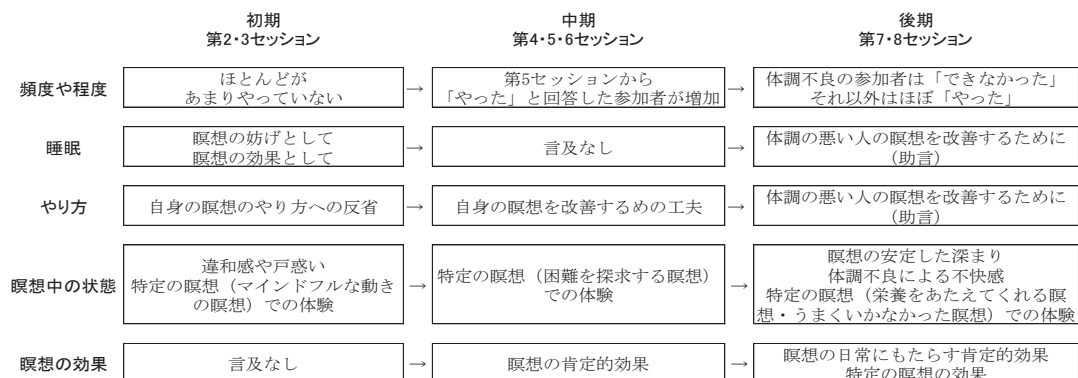 初期
第2・3セッション
中期
第4・5・6セッション
後期
第7・8セッション
頻度や程度
ほとんどが
あまりやっていない
→
第5セッションから
「やった」と回答した参加者が増加
→
体調不良の参加者は「できなかった」
それ以外はほぼ「やった」
睡眠
瞑想の妨げとして
瞑想の効果として
→
言及なし
→
体調の悪い人の瞑想を改善するために
(助言)
やり方
自身の瞑想のやり方への反省
→
自身の瞑想を改善するめの工夫
→
体調の悪い人の瞑想を改善するために
(助言)
瞑想中の状態
違和感や戸惑い
特定の瞑想（マインドフルな動き
の瞑想）での体験
→
特定の瞑想（困難を探求する瞑想）
での体験
→
瞑想の安定した深まり
体調不良による不快感
特定の瞑想（栄養をあたえてくれる瞑
想・うまくいかなかった瞑想）での体験
瞑想の効果
言及なし
→
瞑想の肯定的効果
→
瞑想の日常にもたらす肯定的効果
特定の瞑想の効果